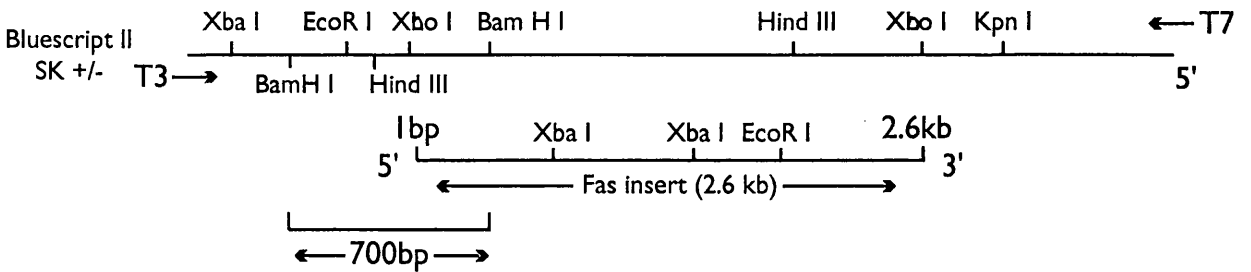 Xba I EcoR I Xho I Bam H I Hind III Xho I Kpn I
T7
Bluescript II
SK +/-
T3
BamH I Hind III
5'
1bp Xba I Xba I EcoR I 2.6kb
5' 3'
Fas insert (2.6 kb)
700bp